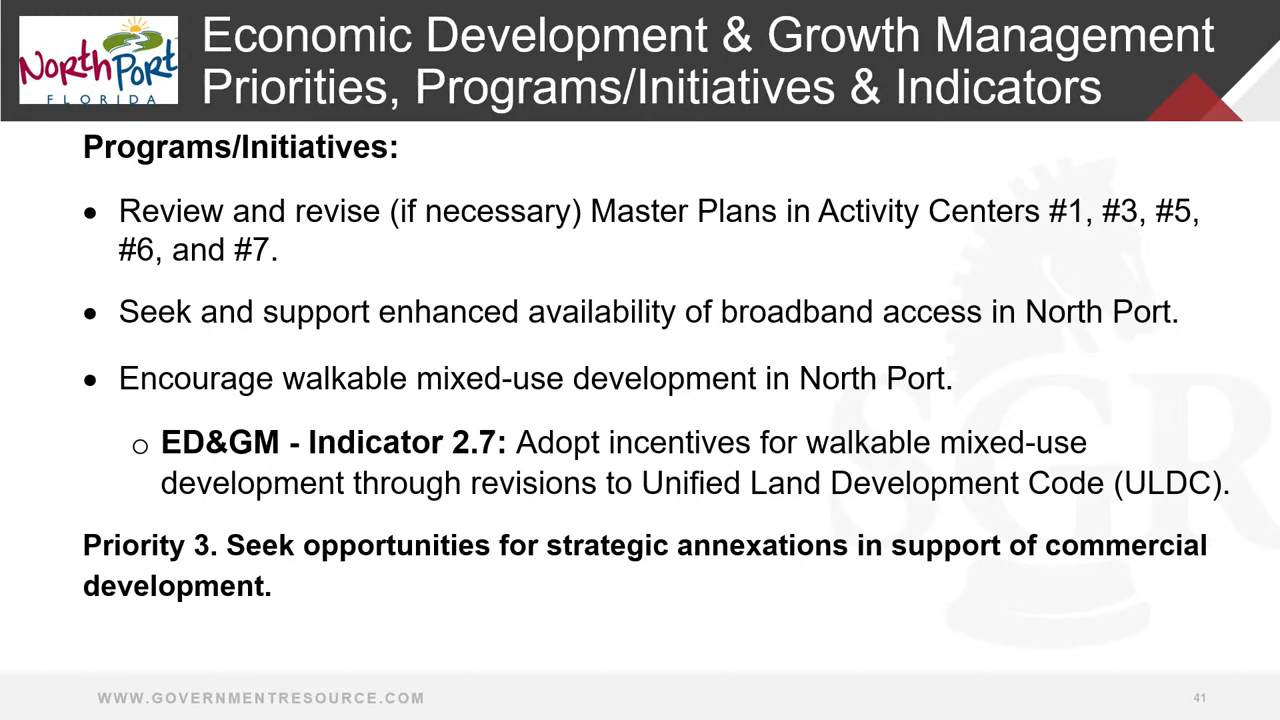 North Port
FLORIDA
Economic Development & Growth Management
Priorities, Programs/Initiatives & Indicators
Programs/Initiatives:
• Review and revise (if necessary) Master Plans in Activity Centers #1, #3, #5,
#6, and #7.
• Seek and support enhanced availability of broadband access in North Port.
• Encourage walkable mixed-use development in North Port.
o ED&GM - Indicator 2.7: Adopt incentives for walkable mixed-use
development through revisions to Unified Land Development Code (ULDC).
Priority 3. Seek opportunities for strategic annexations in support of commercial
development.
SGR
WWW.GOVERNMENTRESOURCE.COM
41